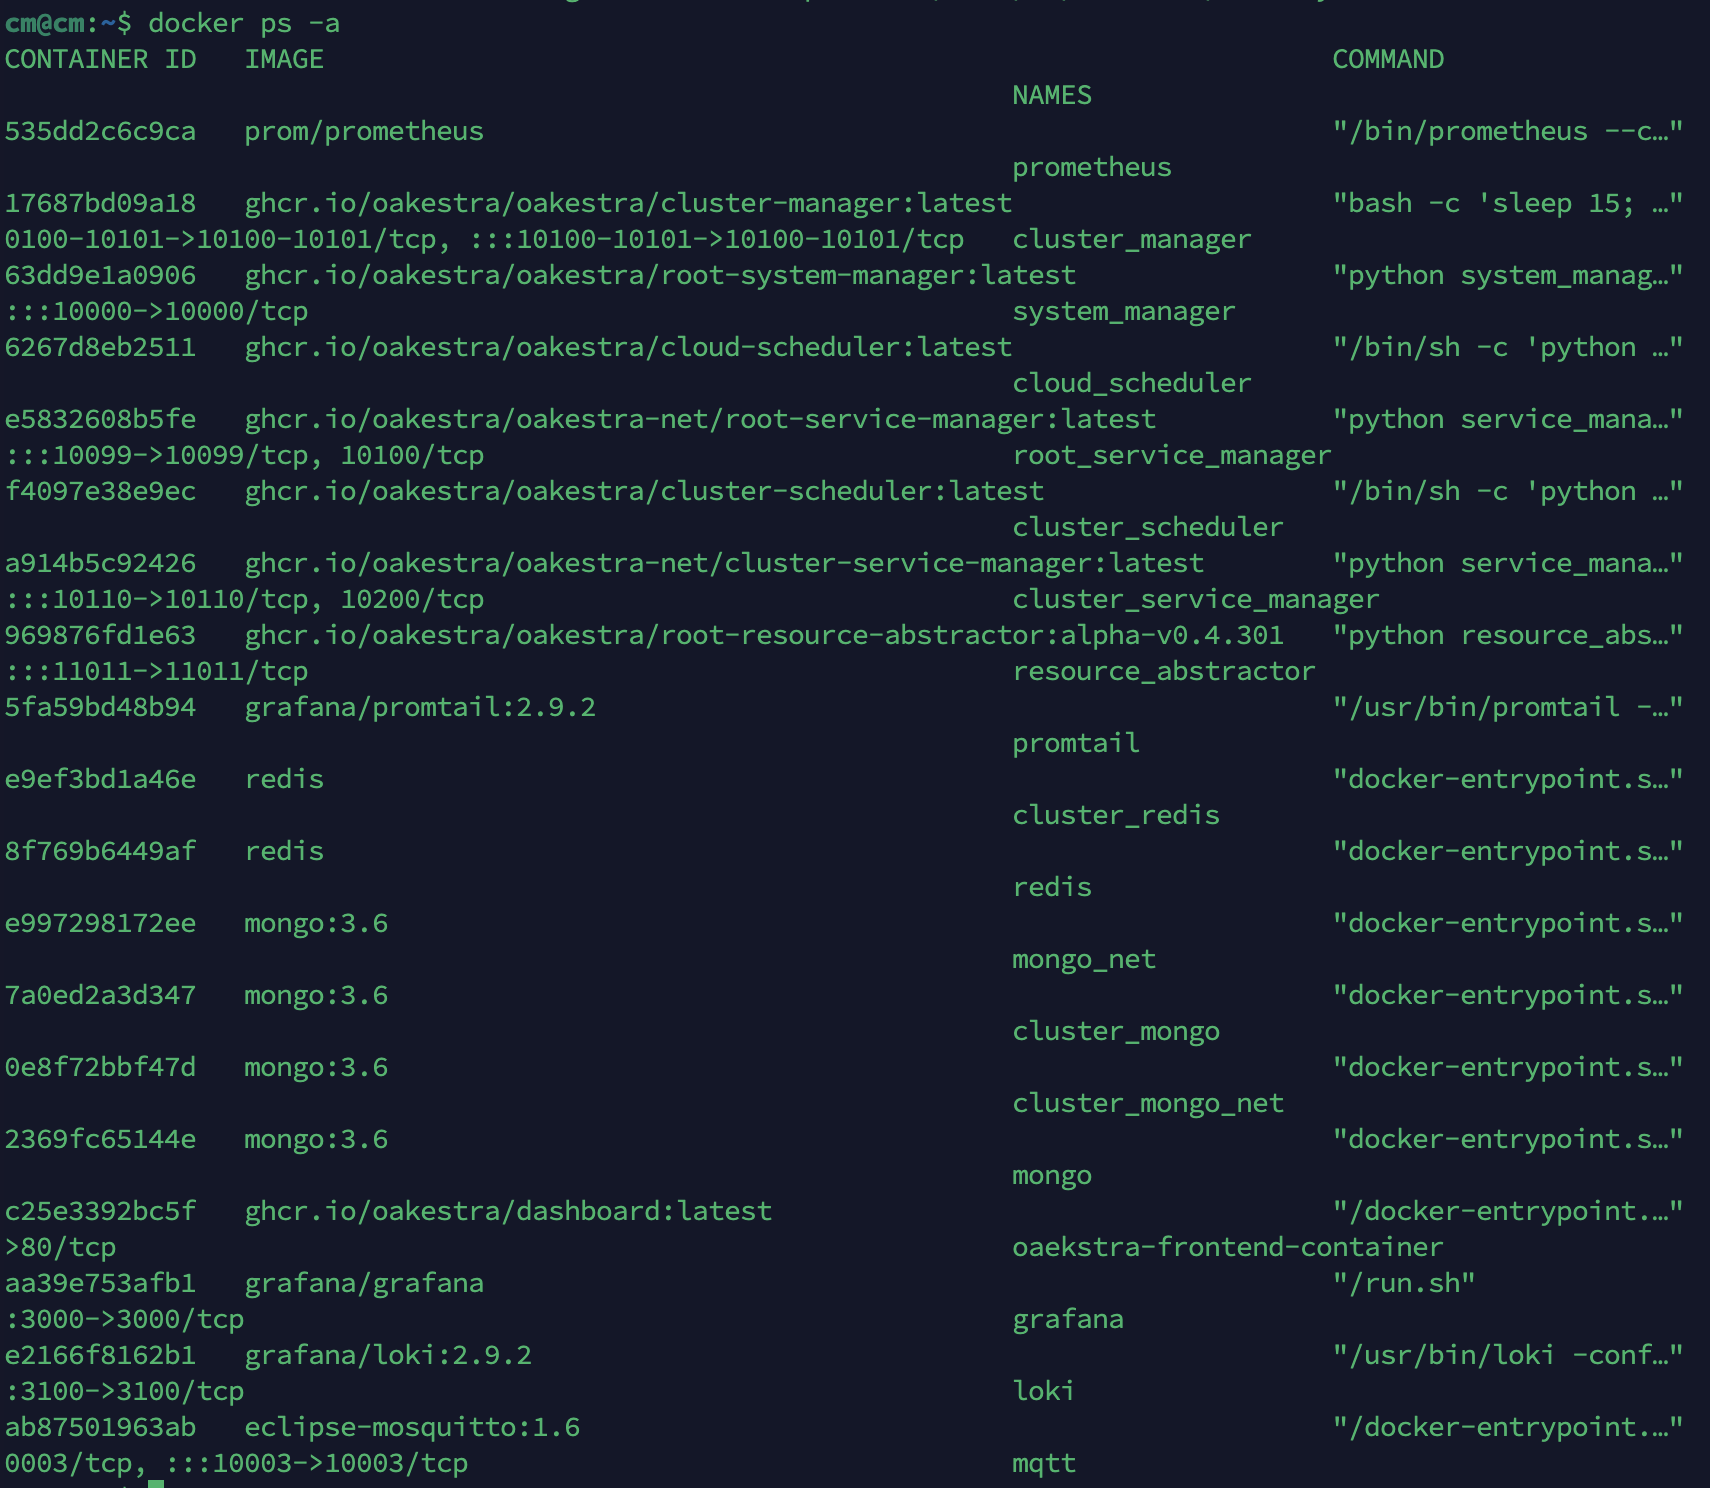 cm@cm:~$ docker ps -a
CONTAINER ID   IMAGE                                                               COMMAND
                                                               NAMES
535dd2c6c9ca   prom/prometheus                                                     "/bin/prometheus --c…"
                                                               prometheus
17687bd09a18   ghcr.io/oakestra/oakestra/cluster-manager:latest                    "bash -c 'sleep 15; …"
0100-10101->10100-10101/tcp, :::10100-10101->10100-10101/tcp   cluster_manager
63dd9e1a0906   ghcr.io/oakestra/oakestra/root-system-manager:latest                "python system_manag…"
:::10000->10000/tcp                                            system_manager
6267d8eb2511   ghcr.io/oakestra/oakestra/cloud-scheduler:latest                    "/bin/sh -c 'python …"
                                                               cloud_scheduler
e5832608b5fe   ghcr.io/oakestra/oakestra-net/root-service-manager:latest           "python service_mana…"
:::10099->10099/tcp, 10100/tcp                                 root_service_manager
f4097e38e9ec   ghcr.io/oakestra/oakestra/cluster-scheduler:latest                  "/bin/sh -c 'python …"
                                                               cluster_scheduler
a914b5c92426   ghcr.io/oakestra/oakestra-net/cluster-service-manager:latest        "python service_mana…"
:::10110->10110/tcp, 10200/tcp                                 cluster_service_manager
969876fd1e63   ghcr.io/oakestra/oakestra/root-resource-abstractor:alpha-v0.4.301   "python resource_abs…"
:::11011->11011/tcp                                            resource_abstractor
5fa59bd48b94   grafana/promtail:2.9.2                                              "/usr/bin/promtail -…"
                                                               promtail
e9ef3bd1a46e   redis                                                               "docker-entrypoint.s…"
                                                               cluster_redis
8f769b6449af   redis                                                               "docker-entrypoint.s…"
                                                               redis
e997298172ee   mongo:3.6                                                           "docker-entrypoint.s…"
                                                               mongo_net
7a0ed2a3d347   mongo:3.6                                                           "docker-entrypoint.s…"
                                                               cluster_mongo
0e8f72bbf47d   mongo:3.6                                                           "docker-entrypoint.s…"
                                                               cluster_mongo_net
2369fc65144e   mongo:3.6                                                           "docker-entrypoint.s…"
                                                               mongo
c25e3392bc5f   ghcr.io/oakestra/dashboard:latest                                   "/docker-entrypoint.…"
>80/tcp                                                        oaekstra-frontend-container
aa39e753afb1   grafana/grafana                                                     "/run.sh"
:3000->3000/tcp                                                grafana
e2166f8162b1   grafana/loki:2.9.2                                                  "/usr/bin/loki -conf…"
:3100->3100/tcp                                                loki
ab87501963ab   eclipse-mosquitto:1.6                                               "/docker-entrypoint.…"
0003/tcp, :::10003->10003/tcp                                  mqtt